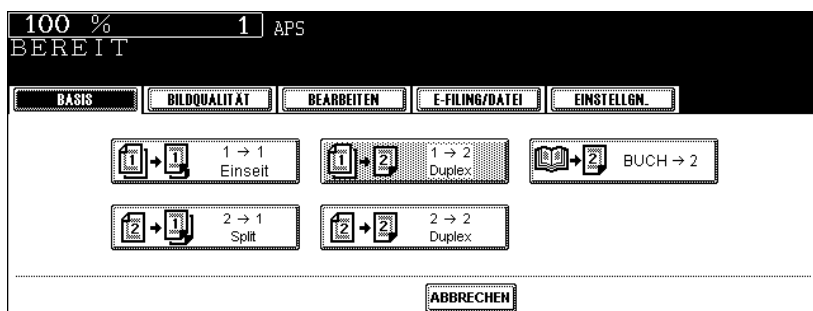 100 % 1 APS
BEREIT
BASIS BILDQUALITÄT BEARBEITEN E-FILING/DATEI EINSTELLGN.
1 → 1 1 → 2 BUCH → 2
Einseit Duplex
2 → 1 2 → 2
Split Duplex
ABBRECHEN